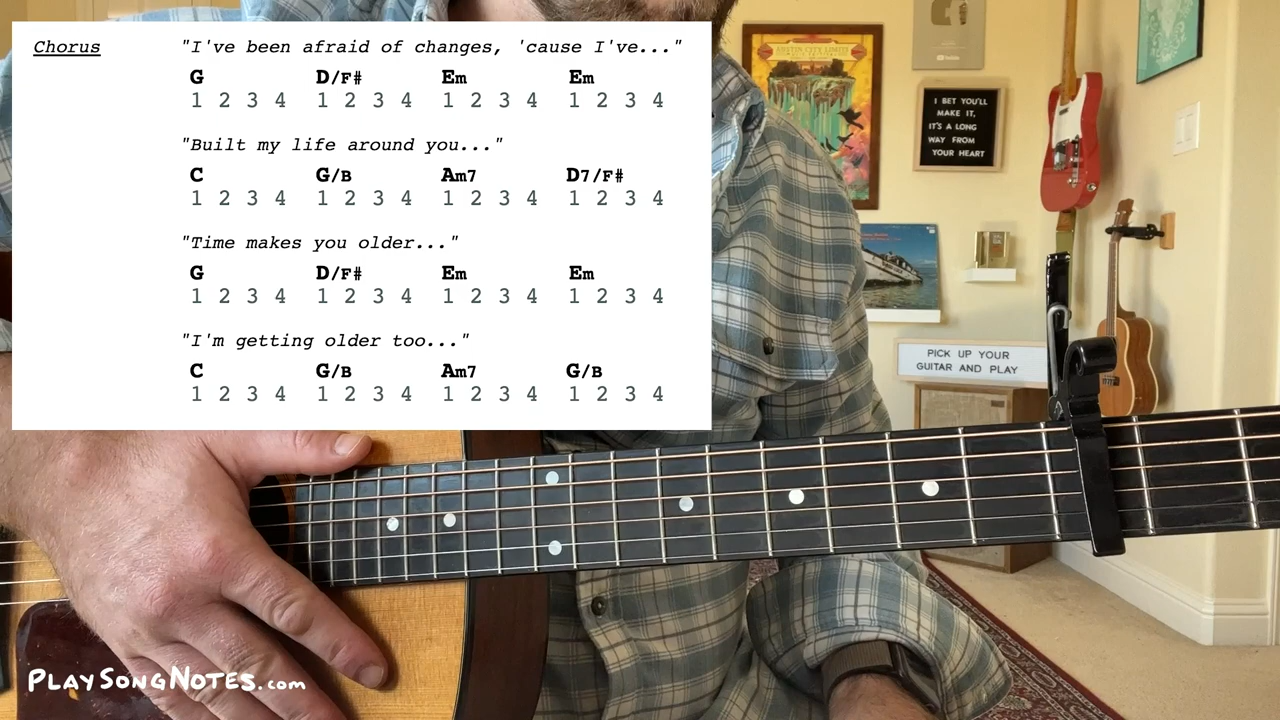 Chorus
"I've been afraid of changes, 'cause I've..."
G D/F# Em Em
1 2 3 4 1 2 3 4 1 2 3 4 1 2 3 4
"Built my life around you..."
C G/B Am7 D7/F#
1 2 3 4 1 2 3 4 1 2 3 4 1 2 3 4
"Time makes you older..."
G D/F# Em Em
1 2 3 4 1 2 3 4 1 2 3 4 1 2 3 4
"I'm getting older too..."
C G/B Am7 G/B
1 2 3 4 1 2 3 4 1 2 3 4 1 2 3 4
AUSTIN CITY LIMITS
YouTube
I BET YOU'LL
MAKE IT,
IT'S A LONG
WAY FROM
YOUR HEART
PICK UP YOUR
GUITAR AND PLAY
PLAYSONGNOTES.com